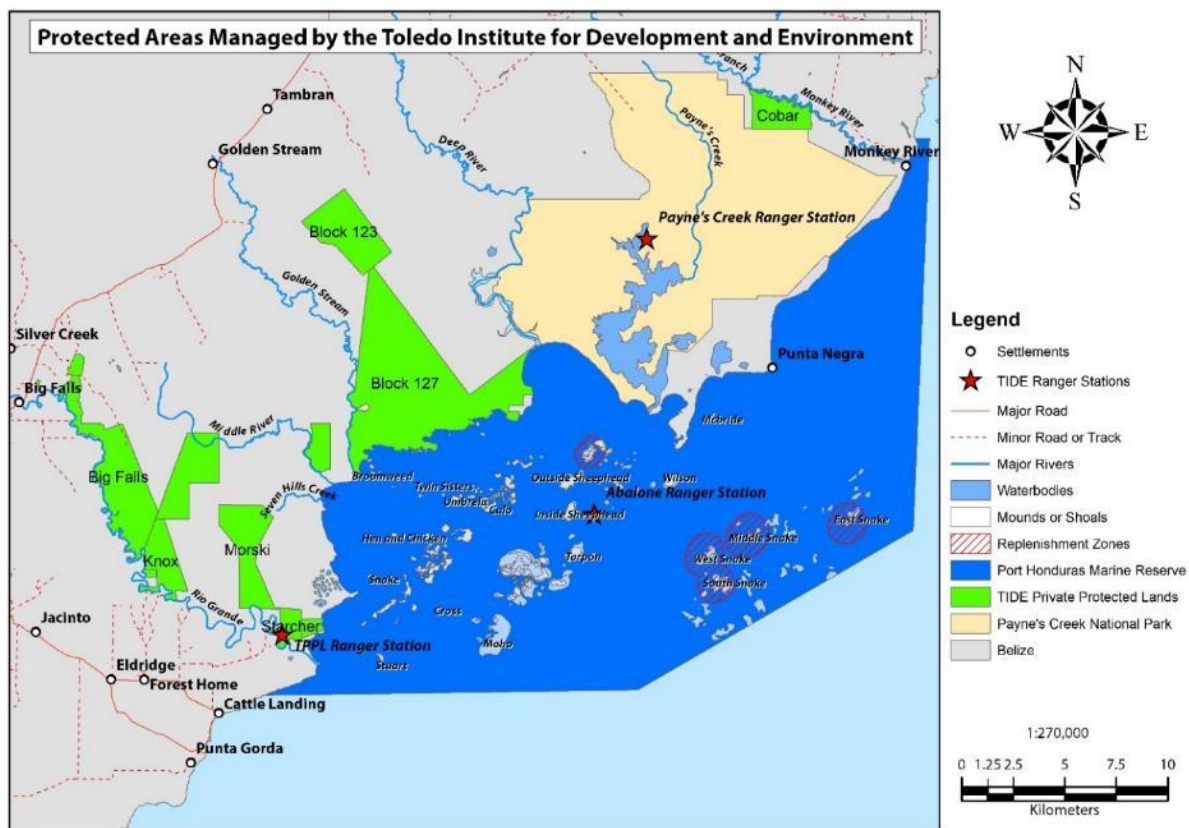 Protected Areas Managed by the Toledo Institute for Development and Environment
Tambran
Golden Stream
Deep River
Payne's Creek
ranch
Monkey River
Cobar
Monkey River
Payne's Creek Ranger Station
Block 123
Golden Stream
Silver Creek
Big Falls
Block 127
Punta Negra
Middle River
Big Falls
Mcbride
Broomweed
Outside Sheephead
Wilson
Twin Sisters
Umbrela
Culo
Abalone Ranger Station
Seven Hills Creek
Inside Sheephead
East Snake
Hen and Chicken
Middle Snake
Morski
Knox
Tarpon
West Snake
Snake
South Snake
Rio Grande
Cross
Starcher
Jacinto
TPPL Ranger Station
Moho
Stuart
Eldridge
Forest Home
Cattle Landing
Punta Gorda
N
W
E
S
Legend
Settlements
TIDE Ranger Stations
Major Road
Minor Road or Track
Major Rivers
Waterbodies
Mounds or Shoals
Replenishment Zones
Port Honduras Marine Reserve
TIDE Private Protected Lands
Payne's Creek National Park
Belize
1:270,000
0 1.25 2.5 5 7.5 10
Kilometers